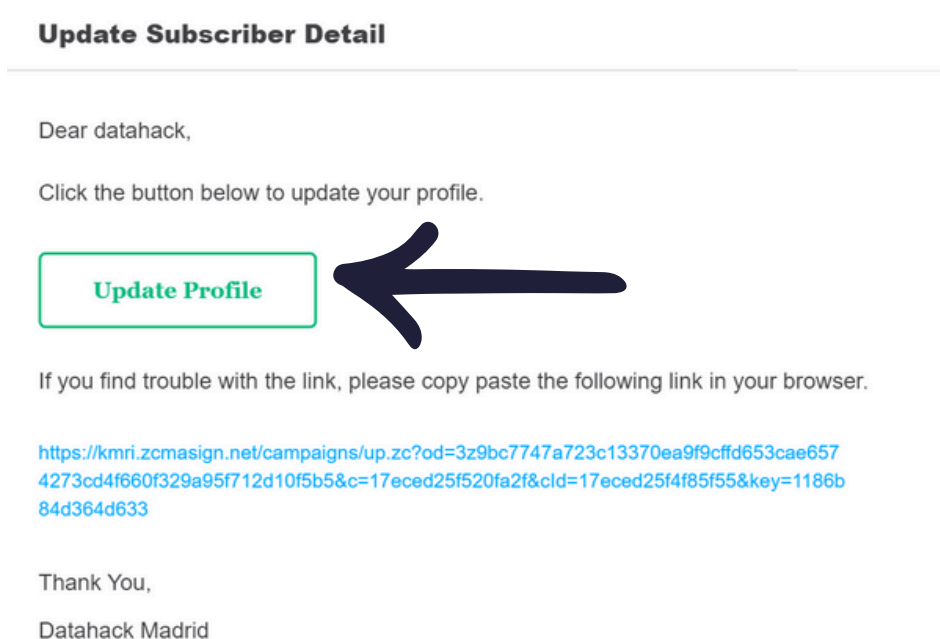 Update Subscriber Detail
Dear datahack,
Click the button below to update your profile.
Update Profile
If you find trouble with the link, please copy paste the following link in your browser.
https://kmri.zcmasign.net/campaigns/up.zc?od=3z9bc7747a723c13370ea9f9cffd653cae657
4273cd4f660f329a95f712d10f5b5&c=17eced25f520fa2f&cld=17eced25f4f85f55&key=1186b
84d364d633
Thank You,
Datahack Madrid